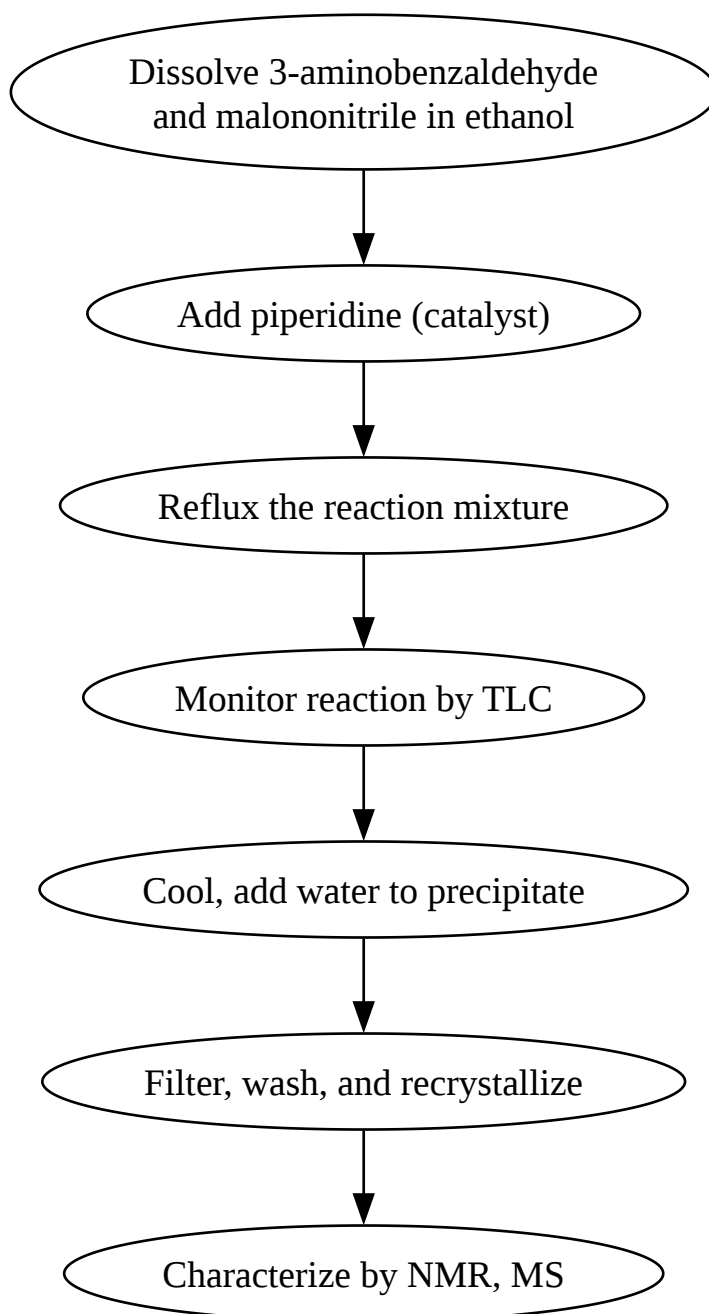 Dissolve 3-aminobenzaldehyde
and malononitrile in ethanol
Add piperidine (catalyst)
Reflux the reaction mixture
Monitor reaction by TLC
Cool, add water to precipitate
Filter, wash, and recrystallize
Characterize by NMR, MS